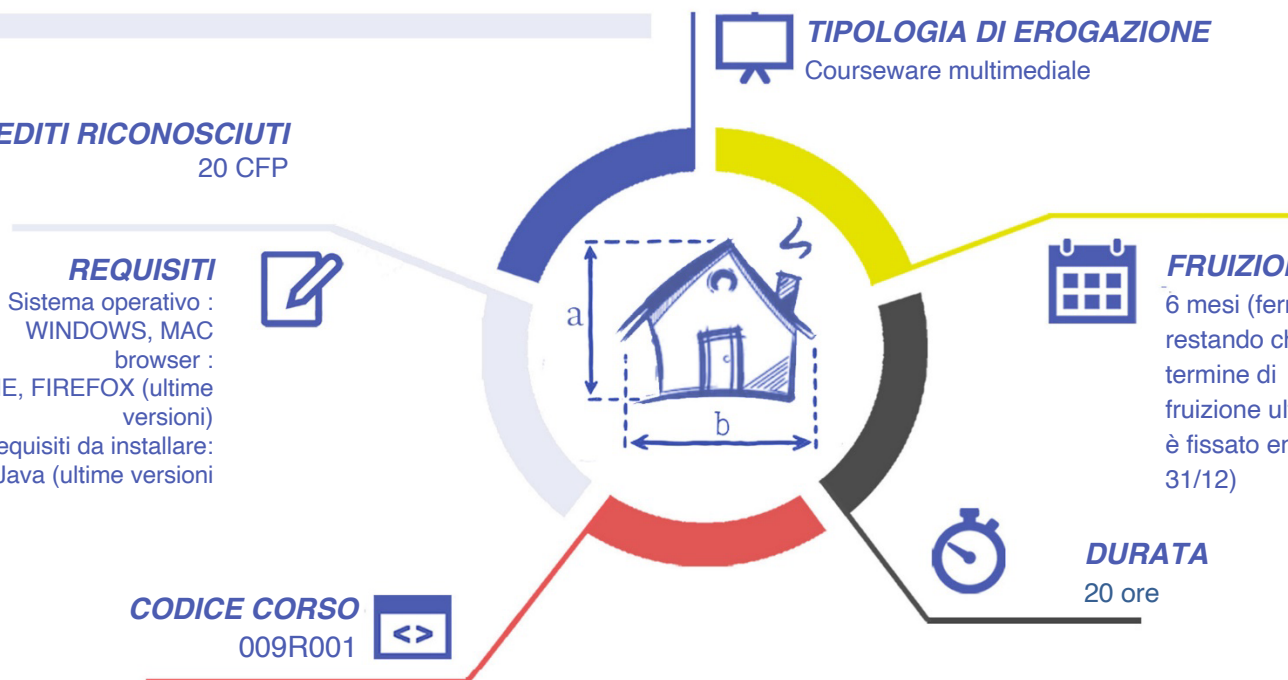 TIPOLOGIA DI EROGAZIONE
Courseware multimediale
EDITI RICONOSCIUTI
20 CFP
REQUISITI
Sistema operativo :
WINDOWS, MAC
browser :
E, FIREFOX (ultime
versioni)
equisiti da installare:
Java (ultime versioni
a
b
FRUIZION
6 mesi (fer
restando ch
termine di
fruizione ul
è fissato en
31/12)
DURATA
20 ore
CODICE CORSO
009R001
<>